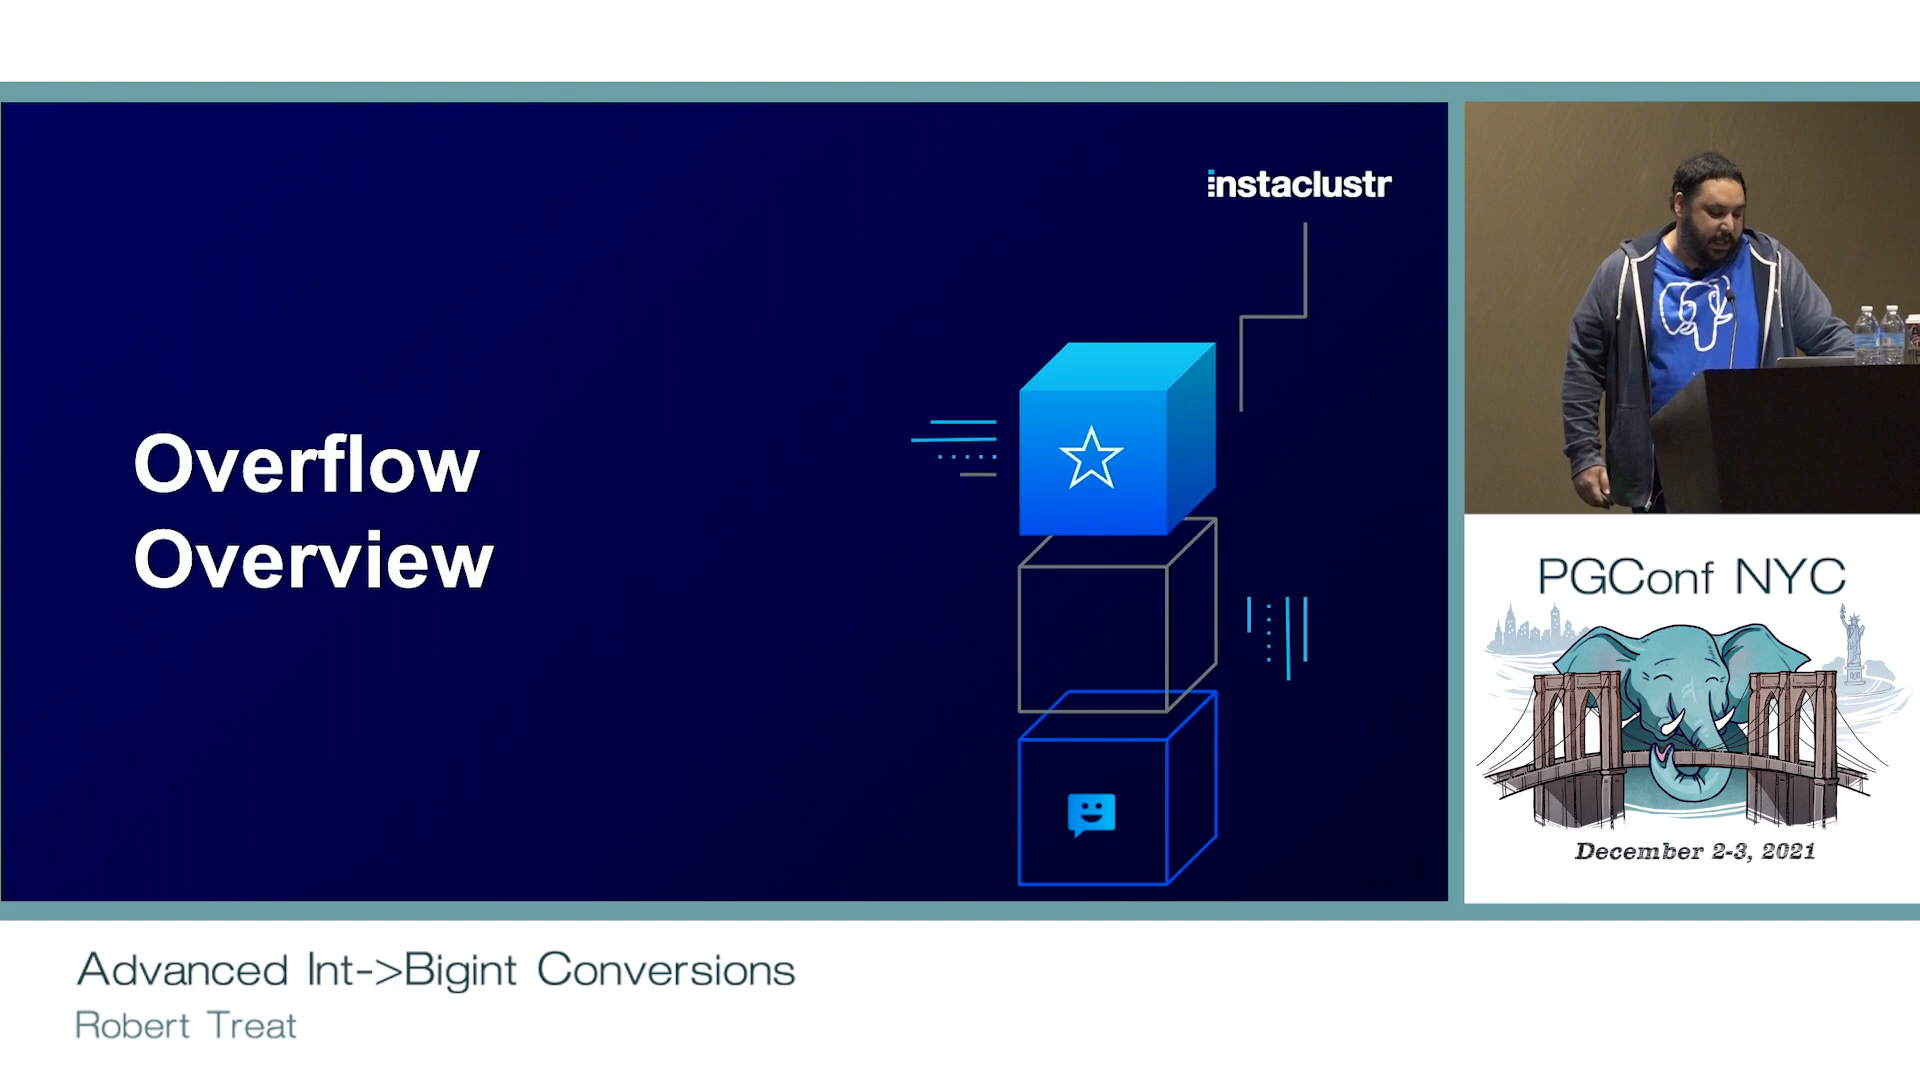 instaclustr
Overflow
Overview
PGConf NYC
December 2-3, 2021
Advanced Int->Bigint Conversions
Robert Treat